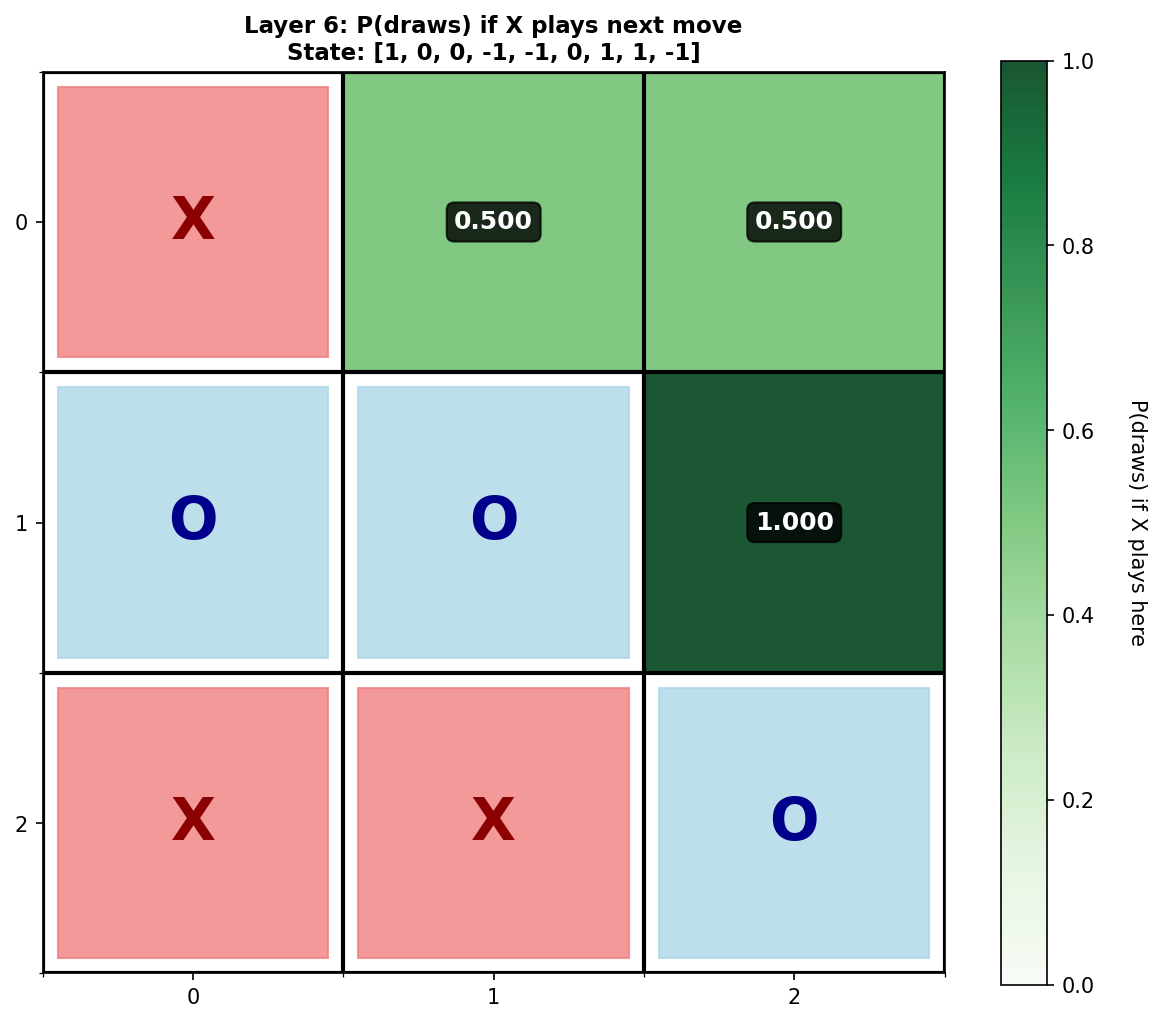 Layer 6: P(draws) if X plays next move
State: [1, 0, 0, -1, -1, 0, 1, 1, -1]
X
0.500
0.500
O
O
1.000
X
X
O
0
1
2
0
1
2
1.0
0.8
0.6
0.4
0.2
0.0
P(draws) if X plays here